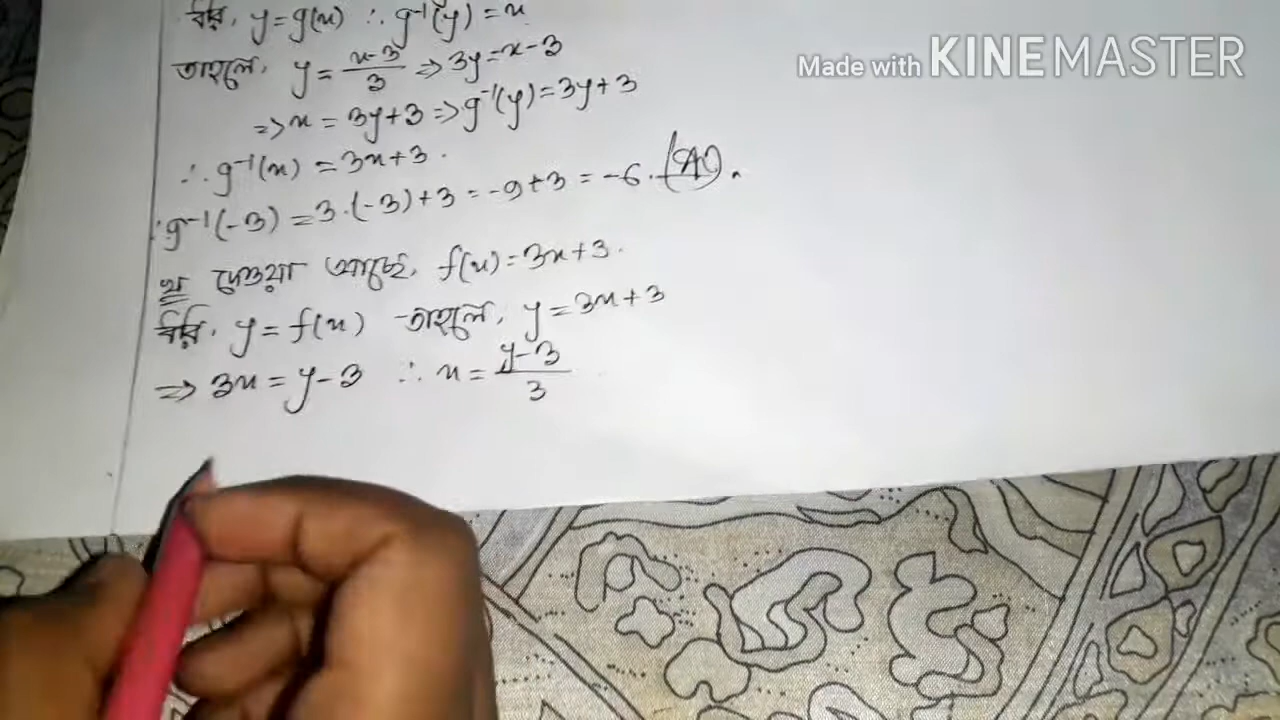 ধরি, y = g(x) ∴ g⁻¹(y) = x
তাহলে, y = (x-3)/3 ⇒ 3y = x-3
⇒ x = 3y+3 ⇒ g⁻¹(y) = 3y+3
∴ g⁻¹(x) = 3x+3.
∴ g⁻¹(-3) = 3·(-3)+3 = -9+3 = -6.
খ দেওয়া আছে, f(x) = 3x+3.
ধরি, y = f(x) তাহলে, y = 3x+3
⇒ 3x = y-3 ∴ x = (y-3)/3
Made with KINEMASTER